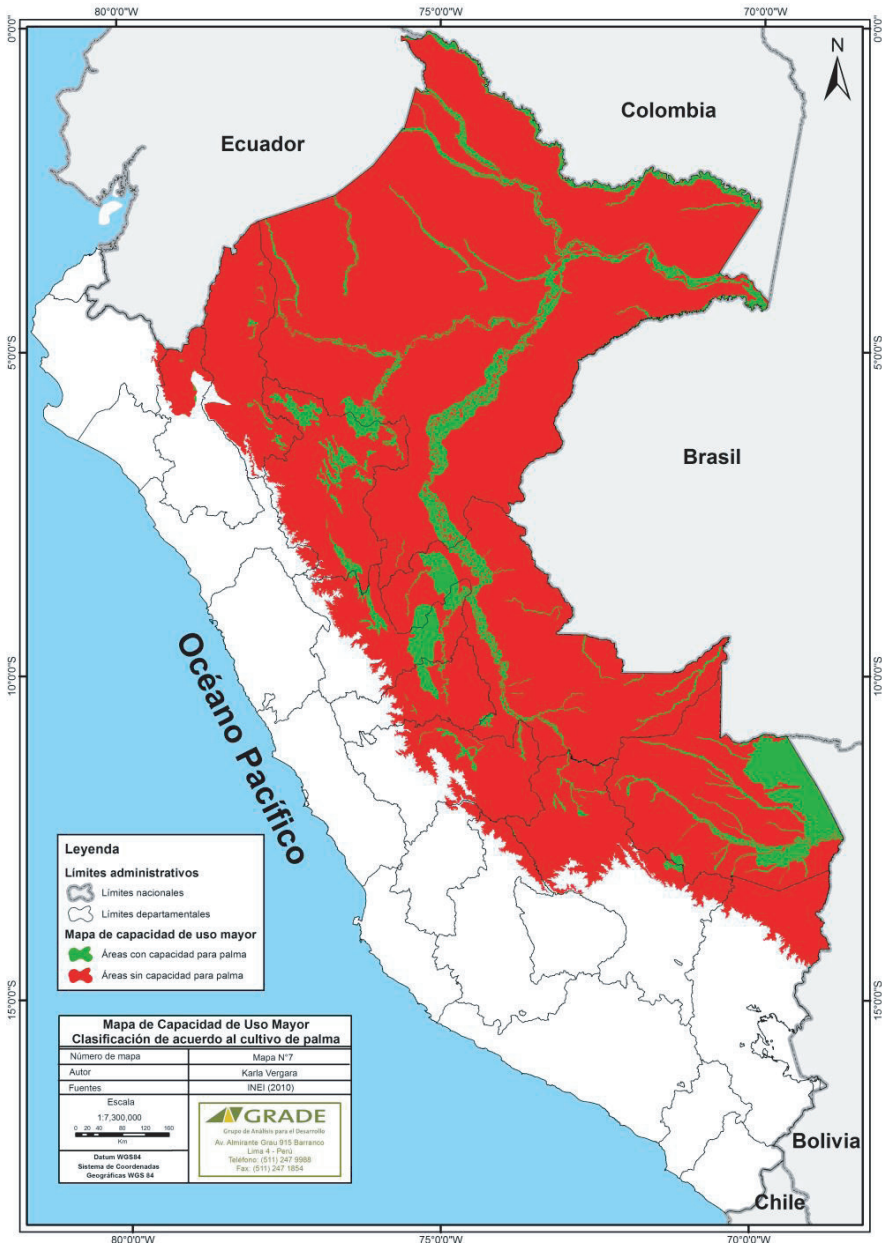 80°0'0"W
75°0'0"W
70°0'0"W
0°0'0"
0°0'0"
N
Colombia
Ecuador
5°0'0"S
5°0'0"S
Brasil
Océano Pacífico
10°0'0"S
10°0'0"S
Leyenda
Límites administrativos
Límites nacionales
Límites departamentales
Mapa de capacidad de uso mayor
Áreas con capacidad para palma
Áreas sin capacidad para palma
15°0'0"S
15°0'0"S
Mapa de Capacidad de Uso Mayor
Clasificación de acuerdo al cultivo de palma
Número de mapa
Mapa N°7
Autor
Karla Vergara
Fuentes
INEI (2010)
Escala
1:7,300,000
0 20 40 80 120 160
Km
Datum WGS84
Sistema de Coordenadas
Geográficas WGS 84
GRADE
Grupo de Análisis para el Desarrollo
Av. Almirante Grau 915 Barranco
Lima 4 - Perú
Teléfono: (511) 247 9988
Fax: (511) 247 1854
Bolivia
Chile
80°0'0"W
75°0'0"W
70°0'0"W